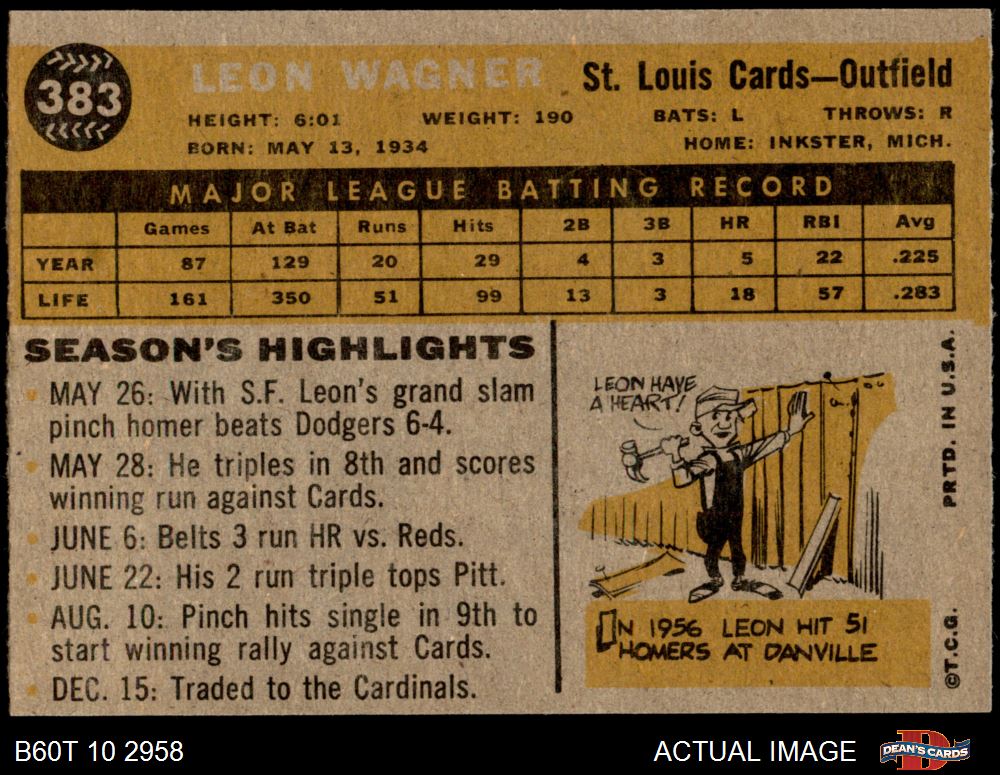 383
LEON WAGNER
St. Louis Cards—Outfield
HEIGHT: 6:01 WEIGHT: 190 BATS: L THROWS: R
BORN: MAY 13, 1934 HOME: INKSTER, MICH.
MAJOR LEAGUE BATTING RECORD
Games At Bat Runs Hits 2B 3B HR RBI Avg
YEAR 87 129 20 29 4 3 5 22 .225
LIFE 161 350 51 99 13 3 18 57 .283
SEASON'S HIGHLIGHTS
MAY 26: With S.F. Leon's grand slam
pinch homer beats Dodgers 6-4.
MAY 28: He triples in 8th and scores
winning run against Cards.
JUNE 6: Belts 3 run HR vs. Reds.
JUNE 22: His 2 run triple tops Pitt.
AUG. 10: Pinch hits single in 9th to
start winning rally against Cards.
DEC. 15: Traded to the Cardinals.
LEON HAVE
A HEART!
IN 1956 LEON HIT 51
HOMERS AT DANVILLE
©T.C.G. PRTD. IN U.S.A.
B60T 10 2958
ACTUAL IMAGE
DEAN'S CARDS